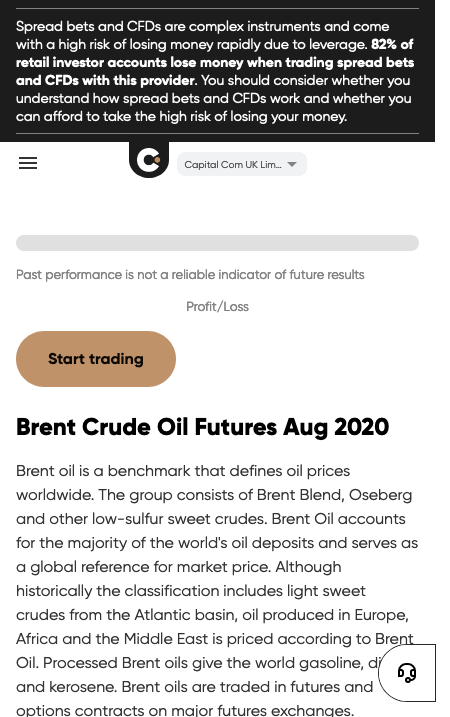 Spread bets and CFDs are complex instruments and come
with a high risk of losing money rapidly due to leverage. 82% of
retail investor accounts lose money when trading spread bets
and CFDs with this provider. You should consider whether you
understand how spread bets and CFDs work and whether you
can afford to take the high risk of losing your money.
Capital Com UK Lim...
Past performance is not a reliable indicator of future results
Profit/Loss
Start trading
Brent Crude Oil Futures Aug 2020
Brent oil is a benchmark that defines oil prices
worldwide. The group consists of Brent Blend, Oseberg
and other low-sulfur sweet crudes. Brent Oil accounts
for the majority of the world's oil deposits and serves as
a global reference for market price. Although
historically the classification includes light sweet
crudes from the Atlantic basin, oil produced in Europe,
Africa and the Middle East is priced according to Brent
Oil. Processed Brent oils give the world gasoline,
and kerosene. Brent oils are traded in futures and
options contracts on major futures exchanges.